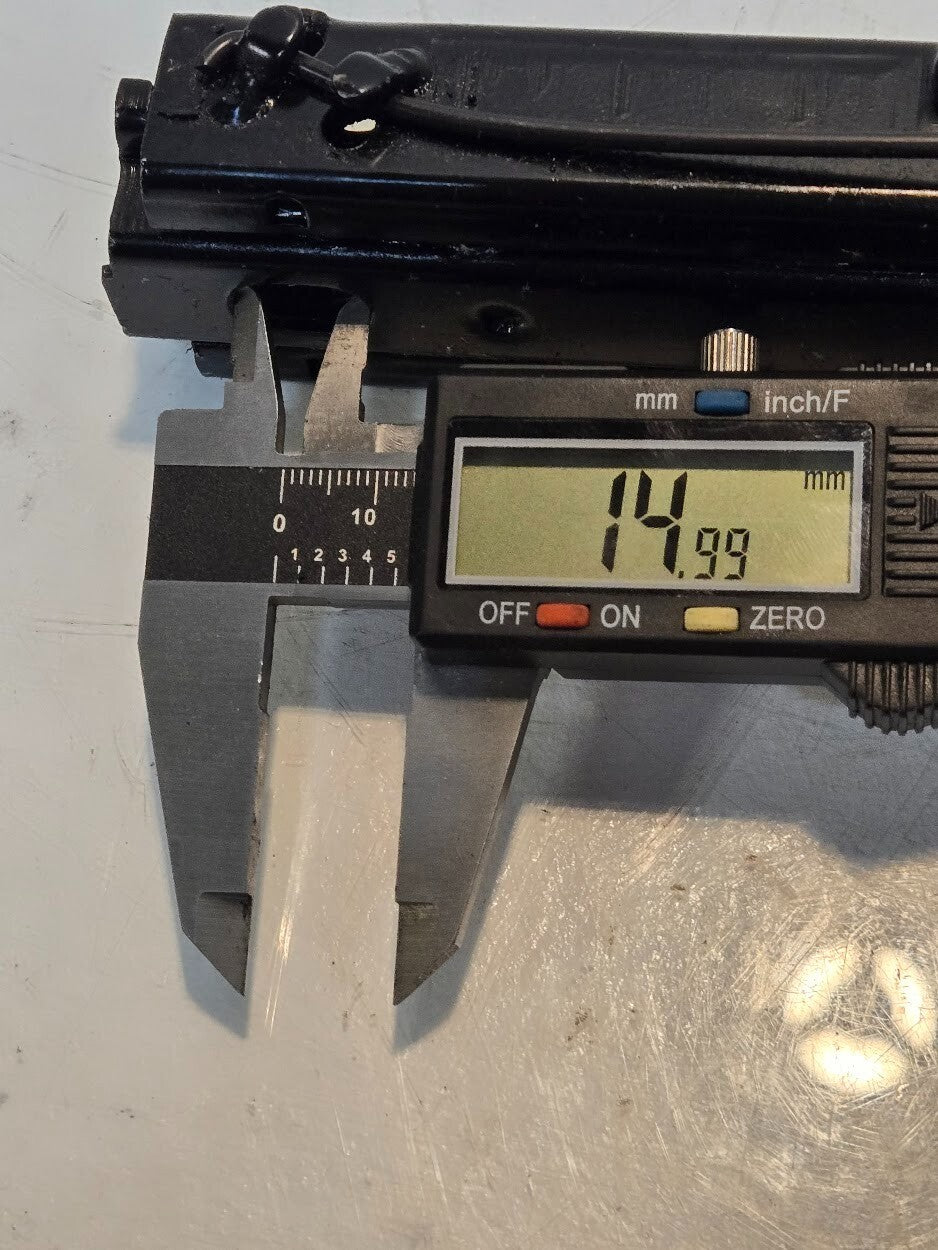 mm inch/F
mm
14.99
0 10
1 2 3 4 5
OFF ON ZERO